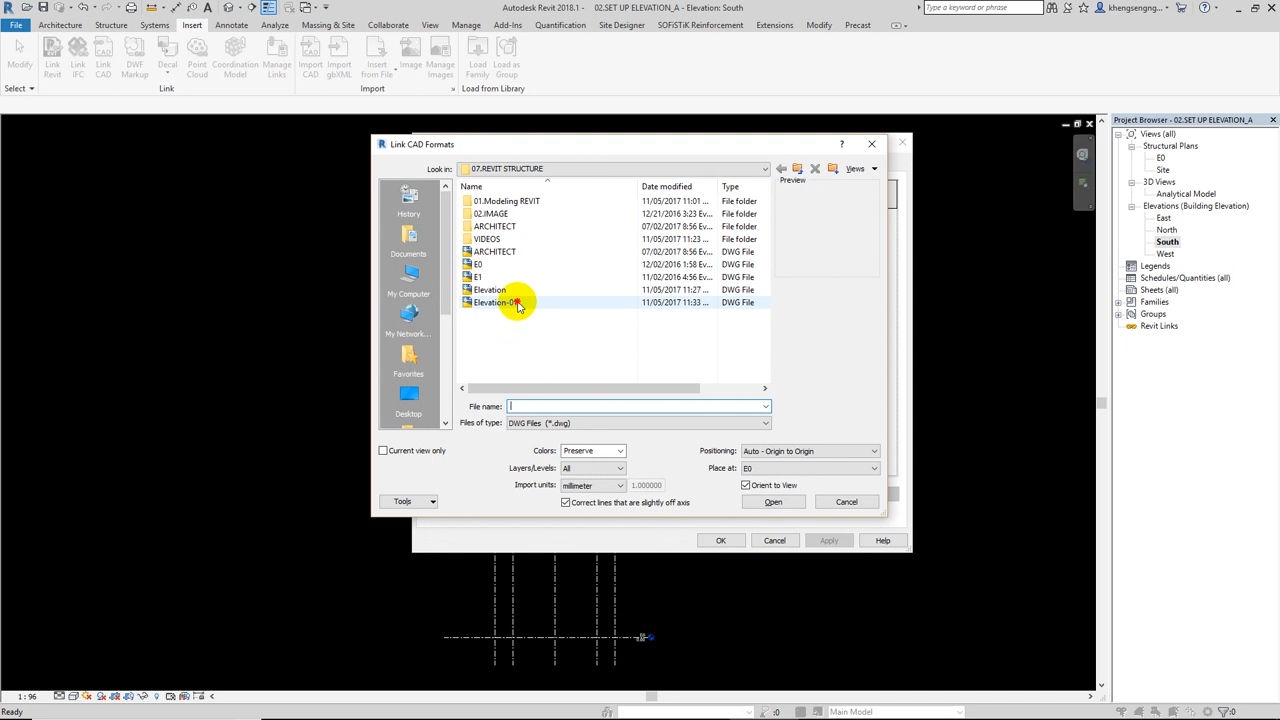 Autodesk Revit 2018.1 - 02.SET UP ELEVATION_A - Elevation: South
Type a keyword or phrase
khengsengng...
File Architecture Structure Systems Insert Annotate Analyze Massing & Site Collaborate View Manage Add-Ins Quantification Site Designer SOFiSTiK Reinforcement Extensions Modify Precast
Modify Link Revit Link IFC Link CAD DWF Markup Decal Point Cloud Coordination Model Manage Links Import CAD Import gbXML Insert from File Image Manage Images Load Family Load as Group
Select Link Import Load from Library
Project Browser - 02.SET UP ELEVATION_A
Views (all)
Structural Plans
E0
Site
3D Views
Analytical Model
Elevations (Building Elevation)
East
North
South
West
Legends
Schedules/Quantities (all)
Sheets (all)
Families
Groups
Revit Links
Link CAD Formats
Look in: 07.REVIT STRUCTURE Views
Name Date modified Type Preview
01.Modeling REVIT 11/05/2017 11:01 ... File folder
02.IMAGE 12/21/2016 3:23 Ev... File folder
ARCHITECT 07/02/2017 8:56 Ev... File folder
VIDEOS 11/05/2017 11:23 ... File folder
ARCHITECT 07/02/2017 8:56 Ev... DWG File
E0 12/02/2016 1:58 Ev... DWG File
E1 11/02/2016 4:56 Ev... DWG File
Elevation 11/05/2017 11:27 ... DWG File
Elevation-0 11/05/2017 11:33 ... DWG File
History
Documents
My Computer
My Network...
Favorites
Desktop
File name:
Files of type: DWG Files (*.dwg)
Current view only Colors: Preserve Positioning: Auto - Origin to Origin
Layers/Levels: All Place at: E0
Import units: millimeter 1.000000 Orient to View
Tools Correct lines that are slightly off axis Open Cancel
OK Cancel Apply Help
1 : 96
Ready :0 Main Model :0